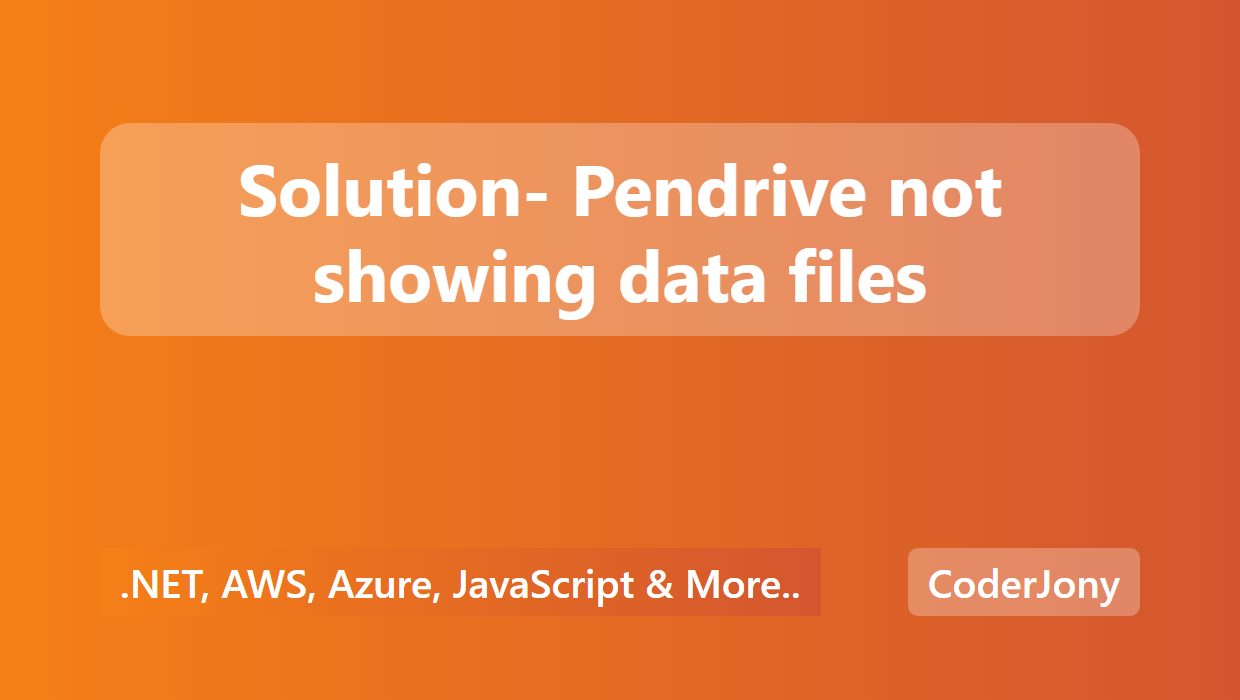 Solution- Pendrive not
showing data files
.NET, AWS, Azure, JavaScript & More..
CoderJony